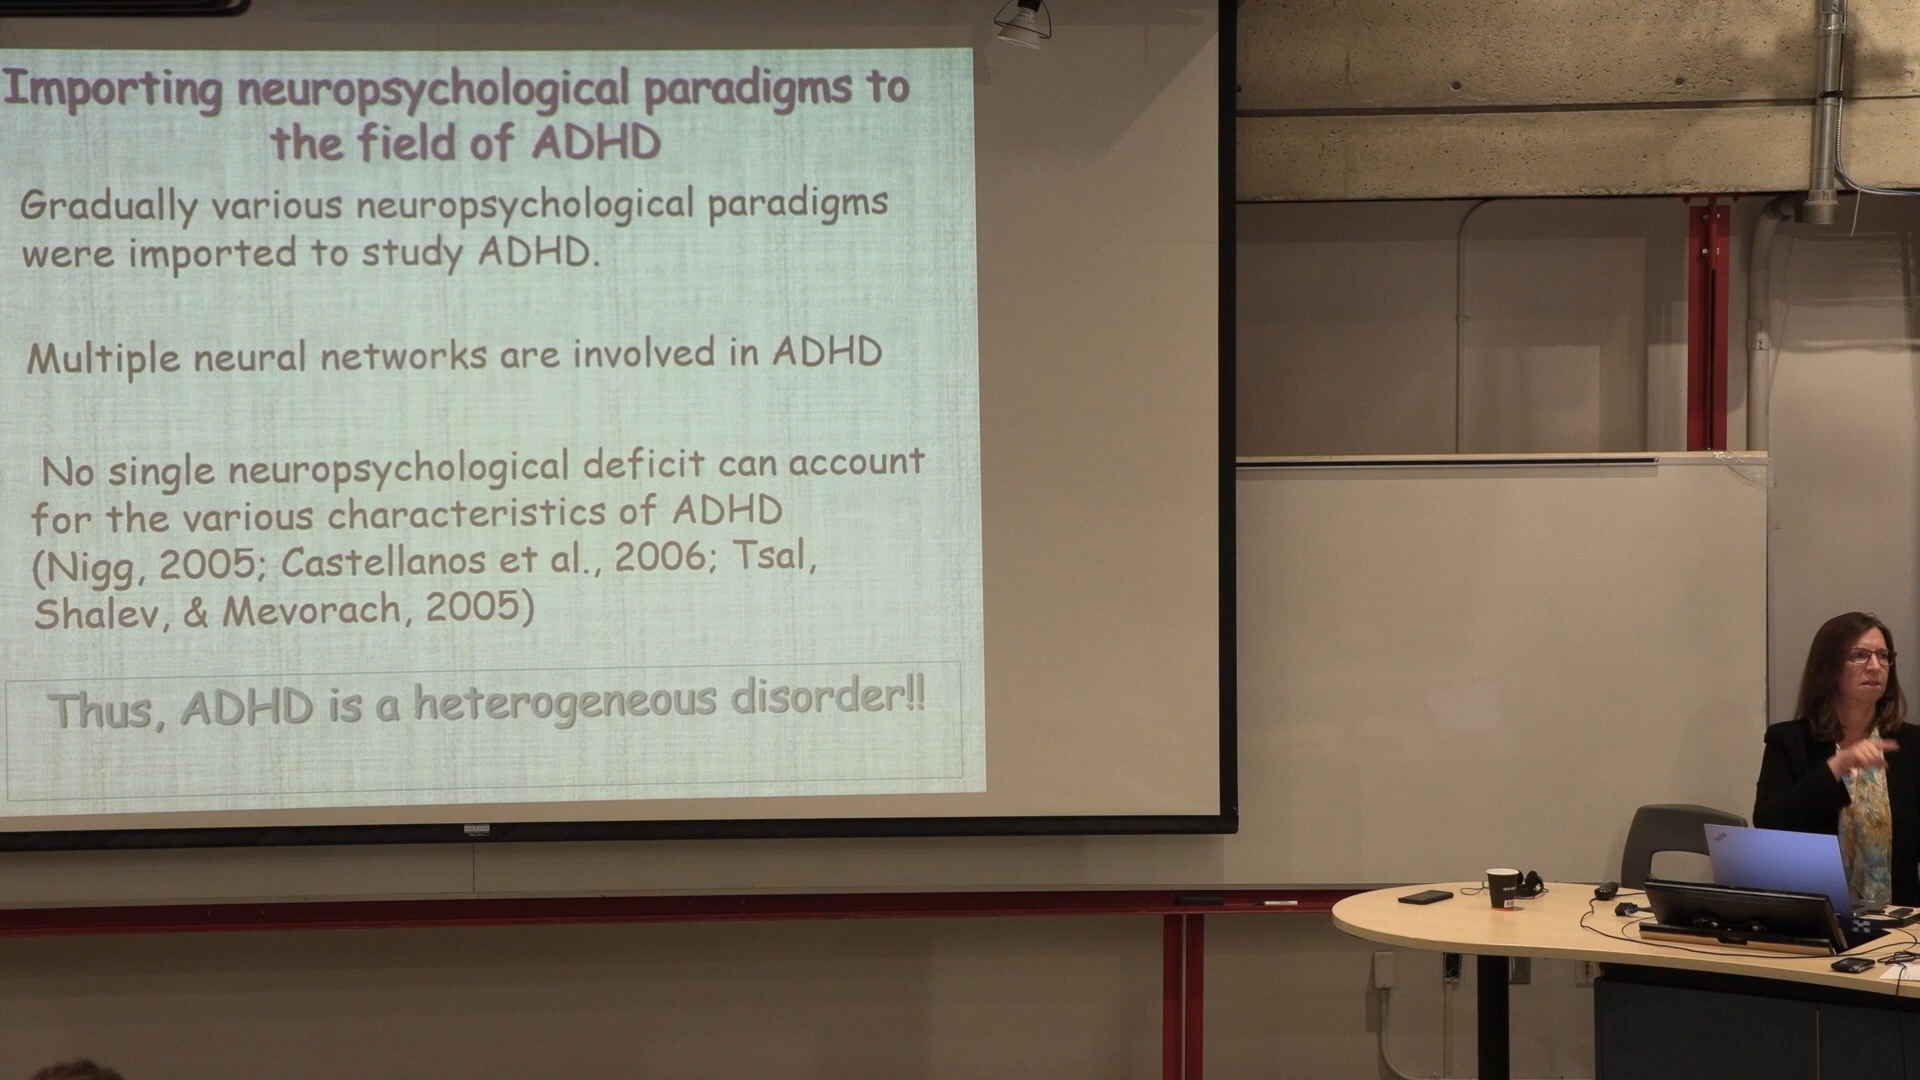 Importing neuropsychological paradigms to
the field of ADHD
Gradually various neuropsychological paradigms
were imported to study ADHD.
Multiple neural networks are involved in ADHD
No single neuropsychological deficit can account
for the various characteristics of ADHD
(Nigg, 2005; Castellanos et al., 2006; Tsal,
Shalev, & Mevorach, 2005)
Thus, ADHD is a heterogeneous disorder!!